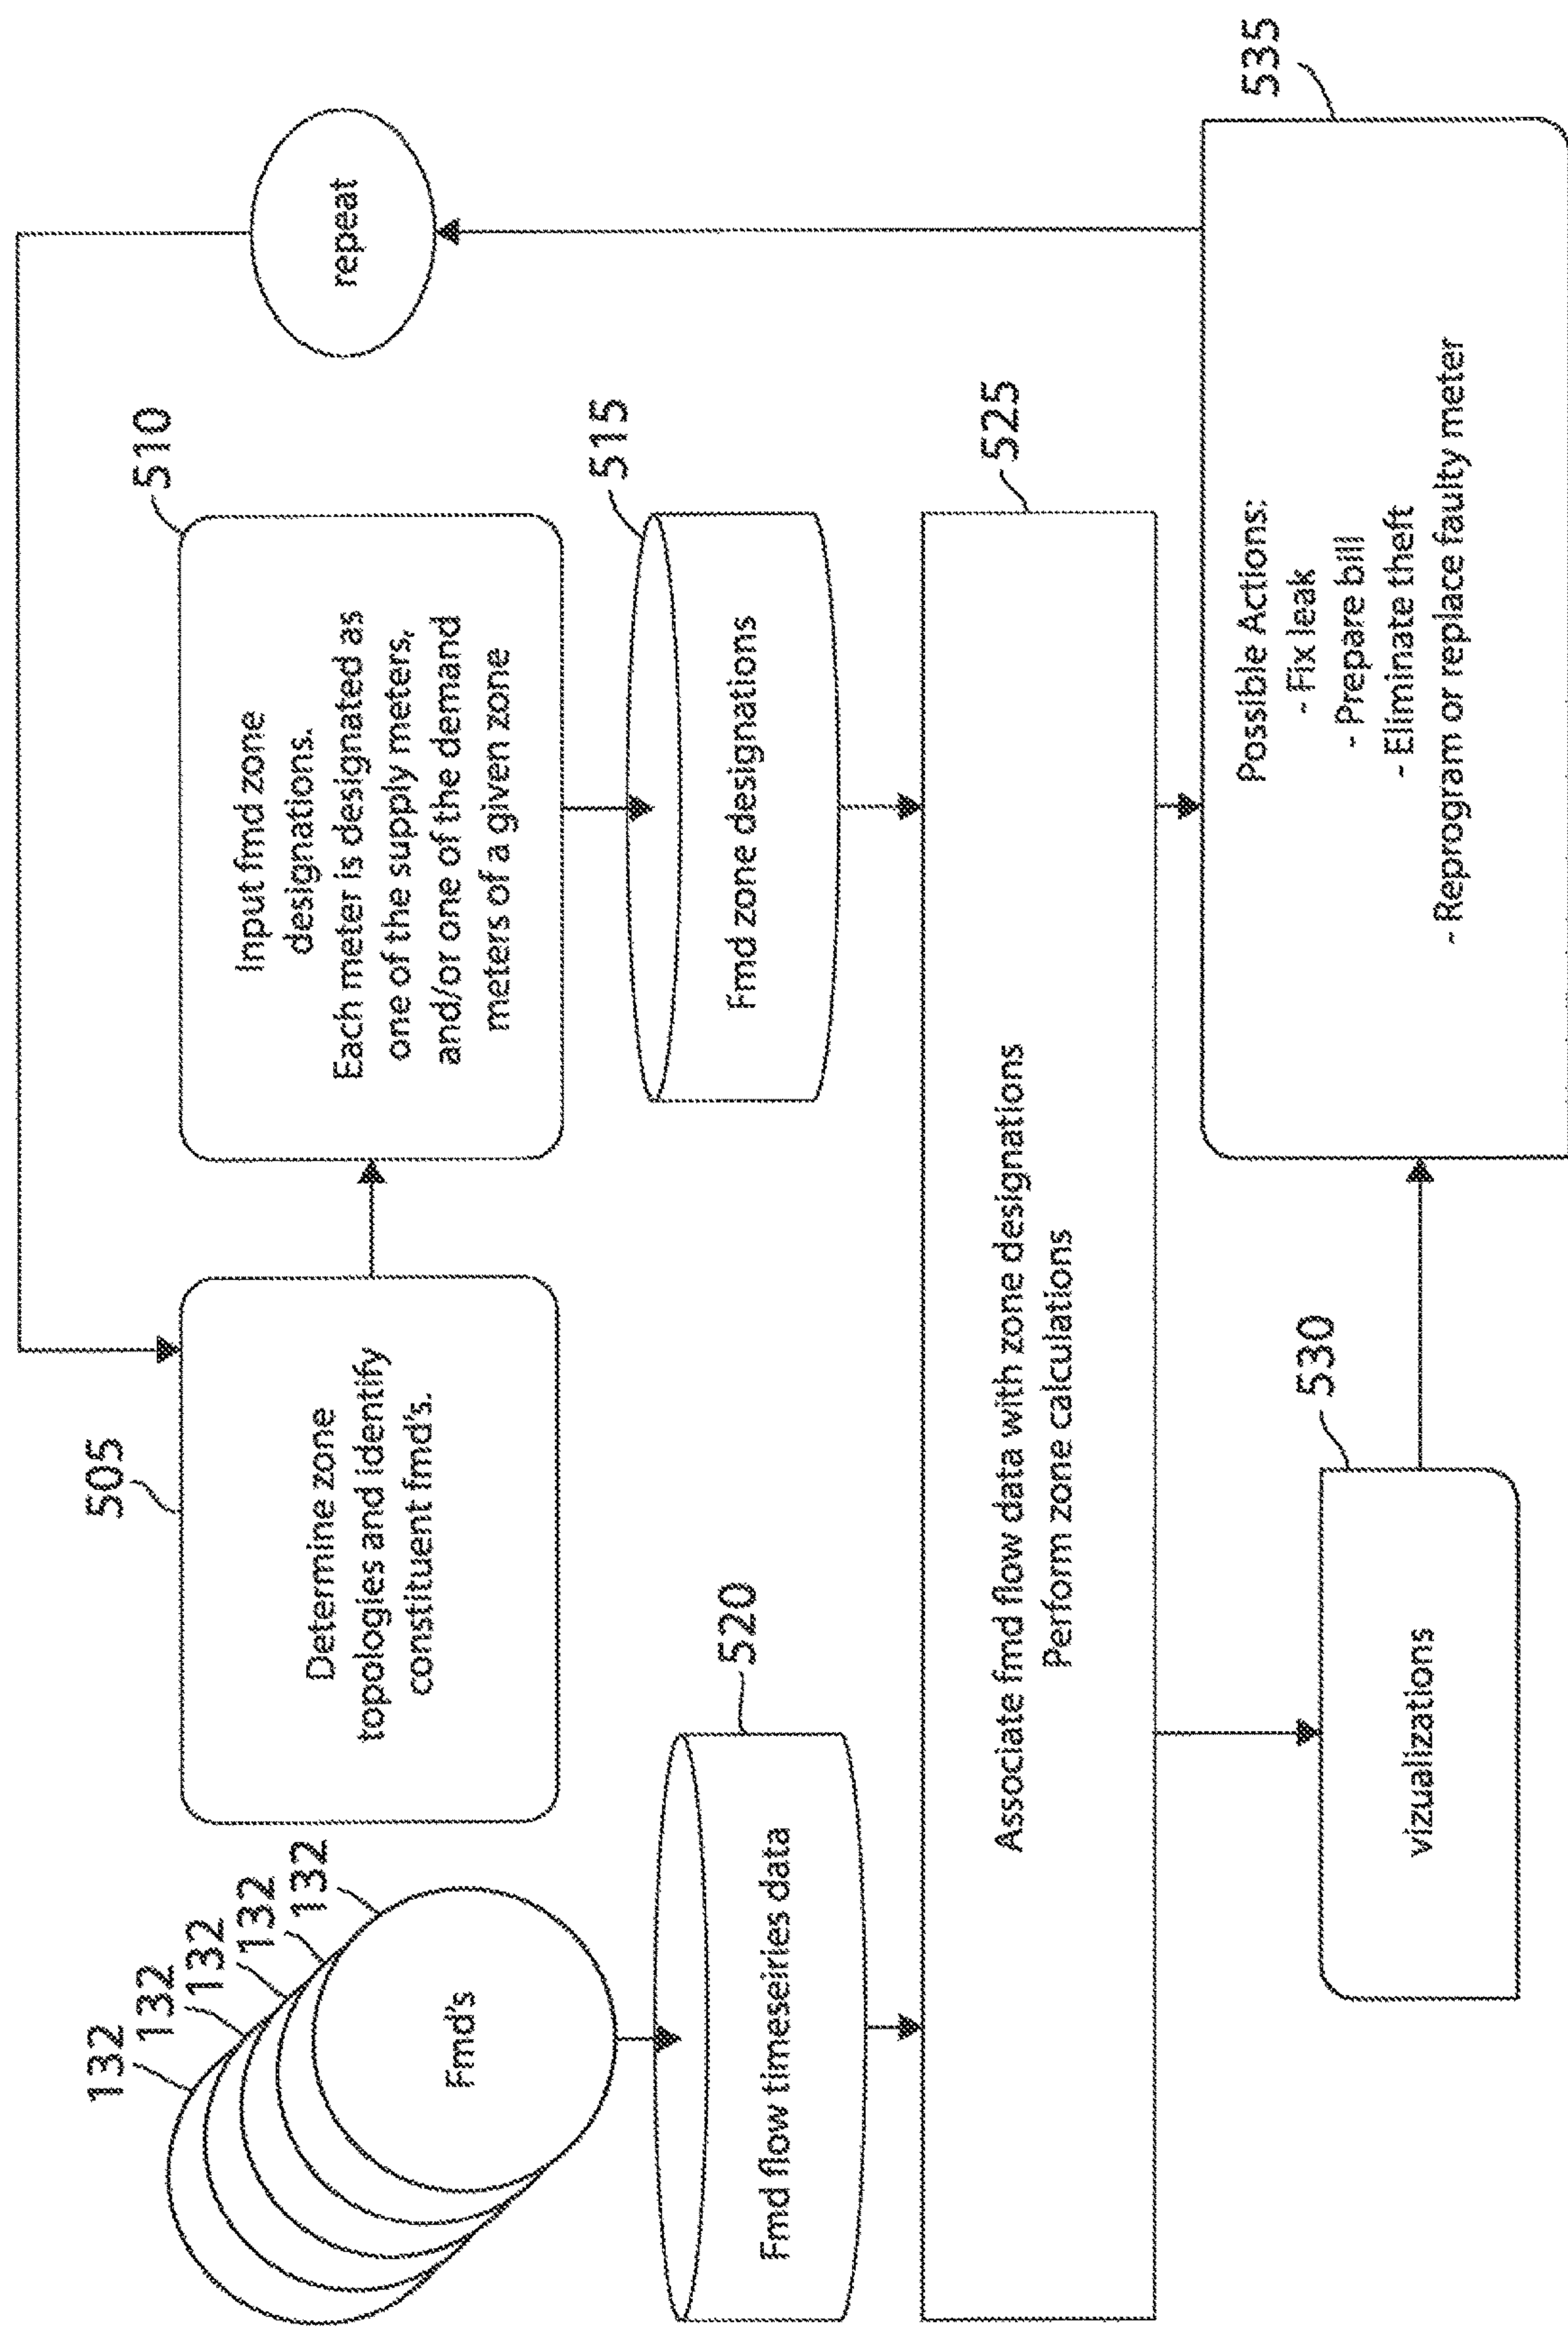 132
132
132
132
132
Fmd's
505
Determine zone
topologies and identify
constituent fmd's.
510
Input fmd zone
designations.
Each meter is designated as
one of the supply meters,
and/or one of the demand
meters of a given zone
repeat
520
Fmd flow timeseiries data
515
Fmd zone designations
525
Associate fmd flow data with zone designations
Perform zone calculations
530
vizualizations
535
Possible Actions:
- Fix leak
- Prepare bill
- Eliminate theft
- Reprogram or replace faulty meter